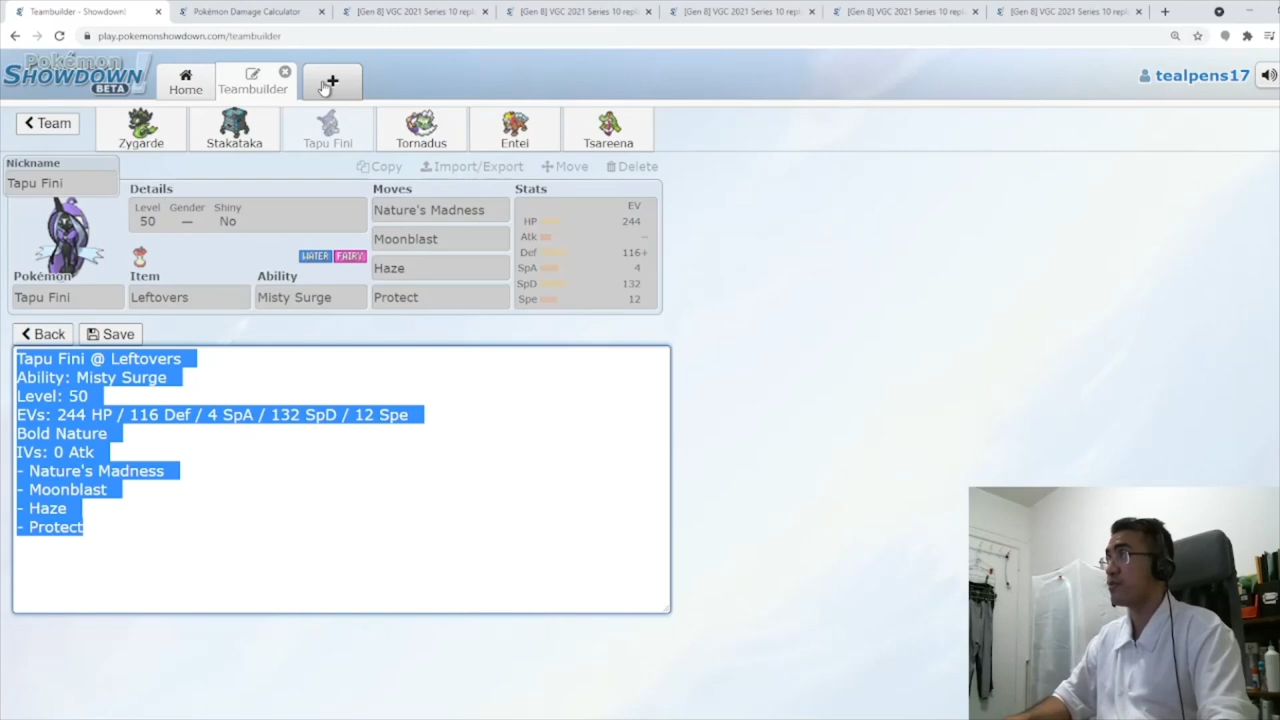 Teambuilder - Showdown!
Pokémon Damage Calculator
[Gen 8] VGC 2021 Series 10 repl
[Gen 8] VGC 2021 Series 10 repl
[Gen 8] VGC 2021 Series 10 repl
[Gen 8] VGC 2021 Series 10 repl
[Gen 8] VGC 2021 Series 10 repl
play.pokemonshowdown.com/teambuilder
Pokémon
SHOWDOWN!
BETA
Home
Teambuilder
tealpens17
Team
Zygarde
Stakataka
Tapu Fini
Tornadus
Entei
Tsareena
Nickname
Tapu Fini
Copy
Import/Export
Move
Delete
Details
Level
Gender
Shiny
50
—
No
WATER
FAIRY
Pokémon
Tapu Fini
Item
Leftovers
Ability
Misty Surge
Moves
Nature's Madness
Moonblast
Haze
Protect
Stats
EV
HP 244
Atk --
Def 116+
SpA 4
SpD 132
Spe 12
Back
Save
Tapu Fini @ Leftovers
Ability: Misty Surge
Level: 50
EVs: 244 HP / 116 Def / 4 SpA / 132 SpD / 12 Spe
Bold Nature
IVs: 0 Atk
- Nature's Madness
- Moonblast
- Haze
- Protect